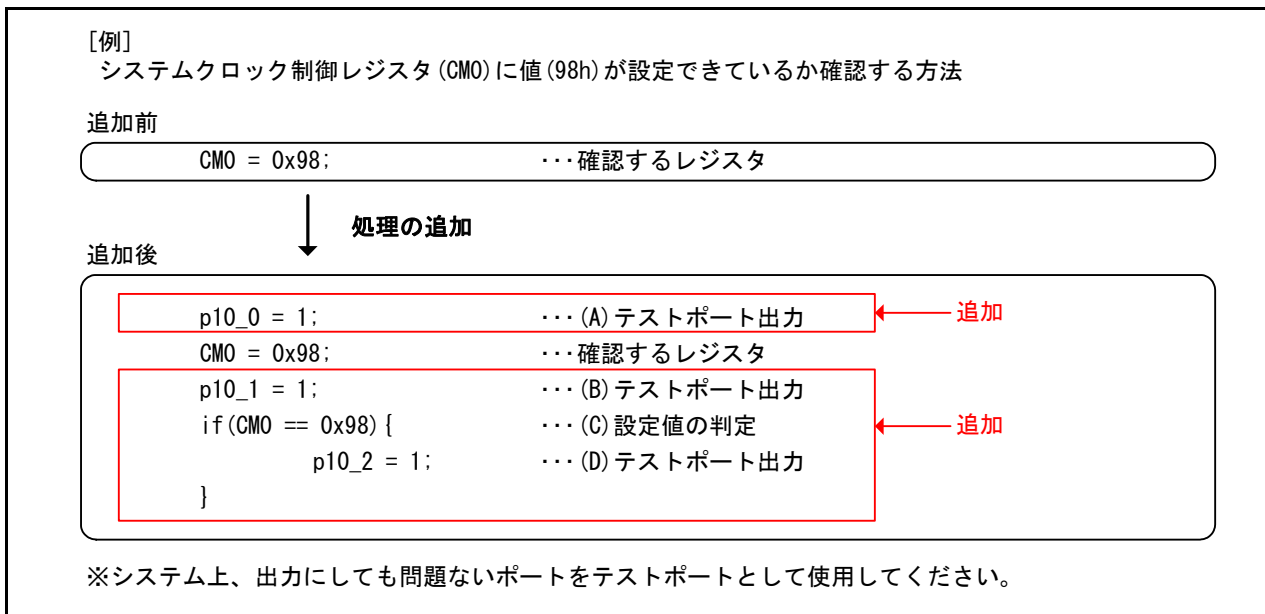 [例]
システムクロック制御レジスタ(CM0)に値(98h)が設定できているか確認する方法
追加前
CM0 = 0x98; ・・・確認するレジスタ
処理の追加
追加後
p10_0 = 1; ・・・(A)テストポート出力 追加
CM0 = 0x98; ・・・確認するレジスタ
p10_1 = 1; ・・・(B)テストポート出力
if(CM0 == 0x98){ ・・・(C)設定値の判定 追加
p10_2 = 1; ・・・(D)テストポート出力
}
※システム上、出力にしても問題ないポートをテストポートとして使用してください。